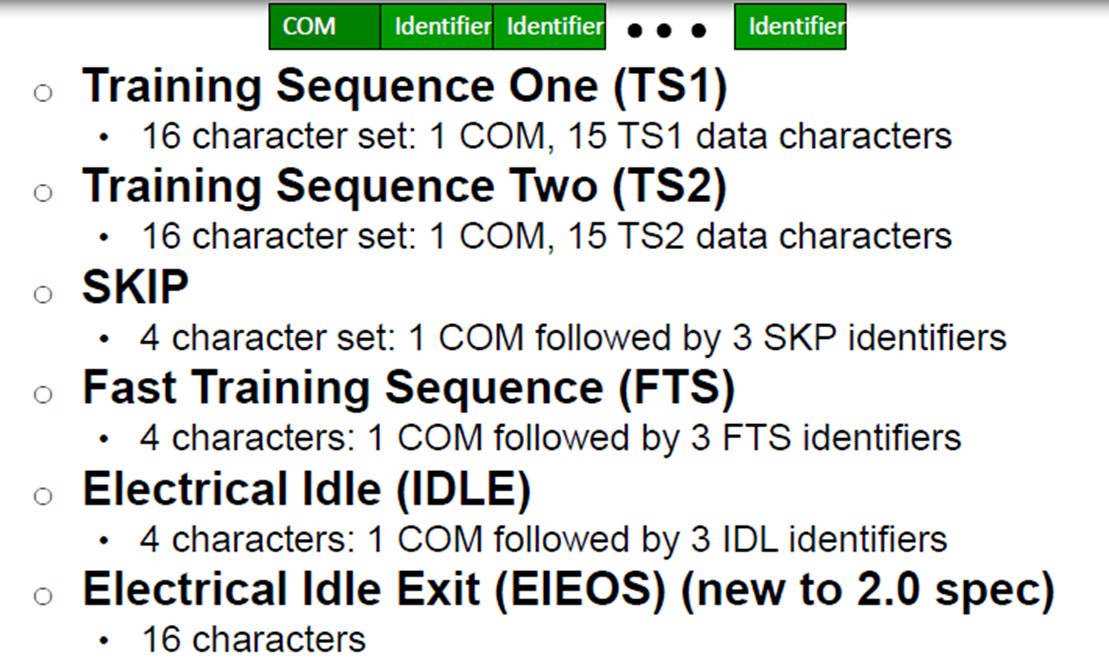 COM Identifier Identifier • • • Identifier
○ Training Sequence One (TS1)
• 16 character set: 1 COM, 15 TS1 data characters
○ Training Sequence Two (TS2)
• 16 character set: 1 COM, 15 TS2 data characters
○ SKIP
• 4 character set: 1 COM followed by 3 SKP identifiers
○ Fast Training Sequence (FTS)
• 4 characters: 1 COM followed by 3 FTS identifiers
○ Electrical Idle (IDLE)
• 4 characters: 1 COM followed by 3 IDL identifiers
○ Electrical Idle Exit (EIEOS) (new to 2.0 spec)
• 16 characters